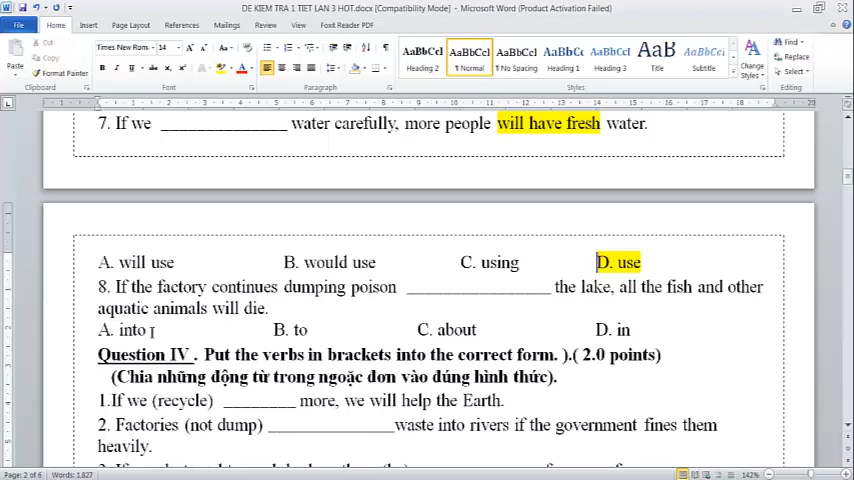 DE KIEM TRA 1 TIET LAN 3 HOT.docx [Compatibility Mode] - Microsoft Word (Product Activation Failed)
File Home Insert Page Layout References Mailings Review View Foxit Reader PDF
Cut
Copy
Format Painter
Paste
Clipboard
Times New Rom 14
Font
Paragraph
AaBbCcI AaBbCcI AaBbCcI AaBbCc AaBbCcI AaB AaBbCcI
Heading 2 ¶ Normal ¶ No Spacing Heading 1 Heading 3 Title Subtitle
Change Styles
Styles
Find
Replace
Select
Editing
7. If we ______________ water carefully, more people will have fresh water.
A. will use B. would use C. using D. use
8. If the factory continues dumping poison ________________ the lake, all the fish and other
aquatic animals will die.
A. into B. to C. about D. in
Question IV . Put the verbs in brackets into the correct form. ).( 2.0 points)
(Chia những động từ trong ngoặc đơn vào đúng hình thức).
1.If we (recycle) ________ more, we will help the Earth.
2. Factories (not dump) ______________waste into rivers if the government fines them
heavily.
Page: 2 of 6 Words: 1,827 142%